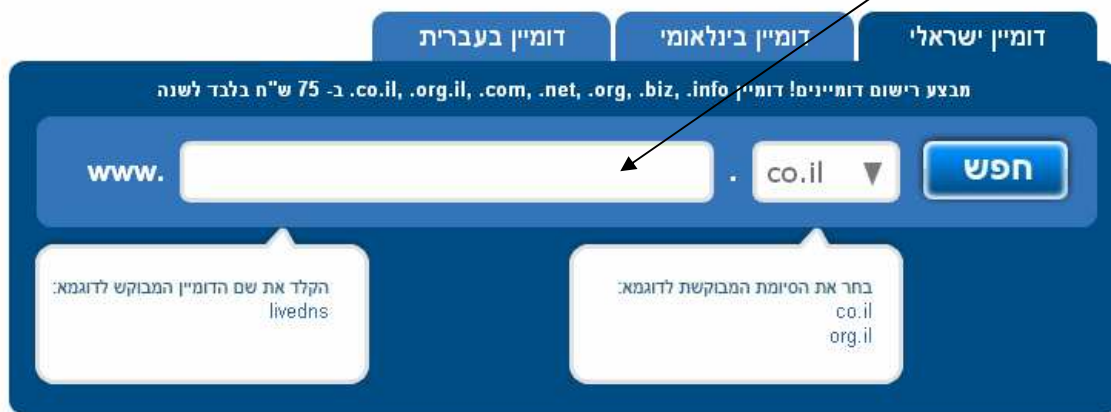 דומיין ישראלי
דומיין בינלאומי
דומיין בעברית
מבצע רישום דומיינים! דומיין co.il, .org.il, .com, .net, .org, .biz, .info. ב- 75 ש"ח בלבד לשנה
www. . co.il חפש
בחר את הסיומת המבוקשת לדוגמא:
co.il
org.il
הקלד את שם הדומיין המבוקש לדוגמא:
livedns